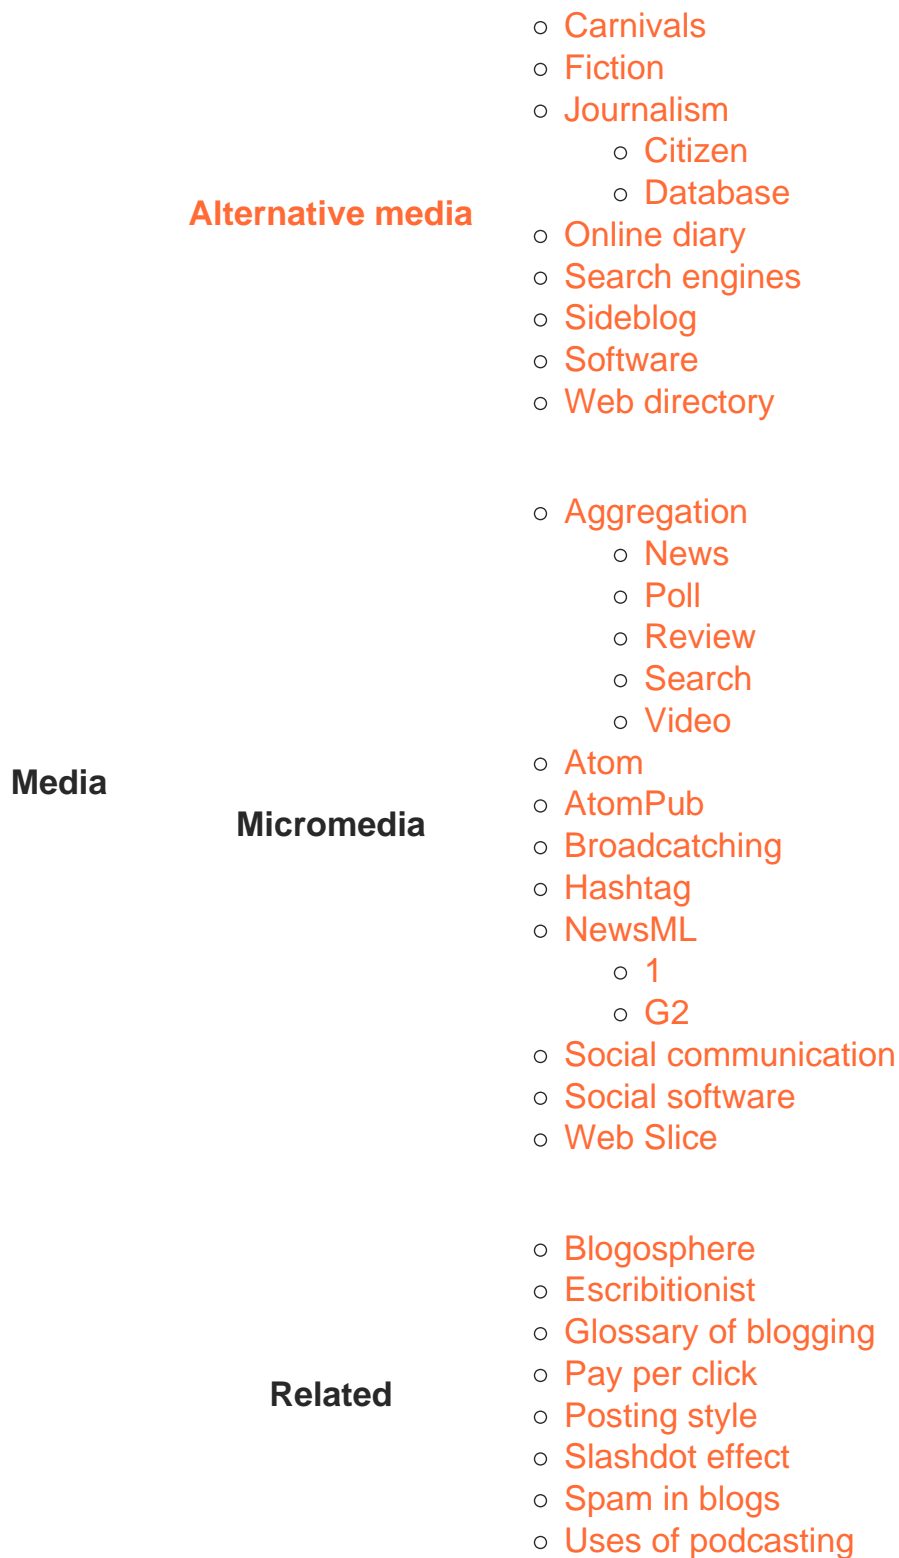 Media
Alternative media
Carnivals
Fiction
Journalism
Citizen
Database
Online diary
Search engines
Sideblog
Software
Web directory
Micromedia
Aggregation
News
Poll
Review
Search
Video
Atom
AtomPub
Broadcatching
Hashtag
NewsML
1
G2
Social communication
Social software
Web Slice
Related
Blogosphere
Escribitionist
Glossary of blogging
Pay per click
Posting style
Slashdot effect
Spam in blogs
Uses of podcasting